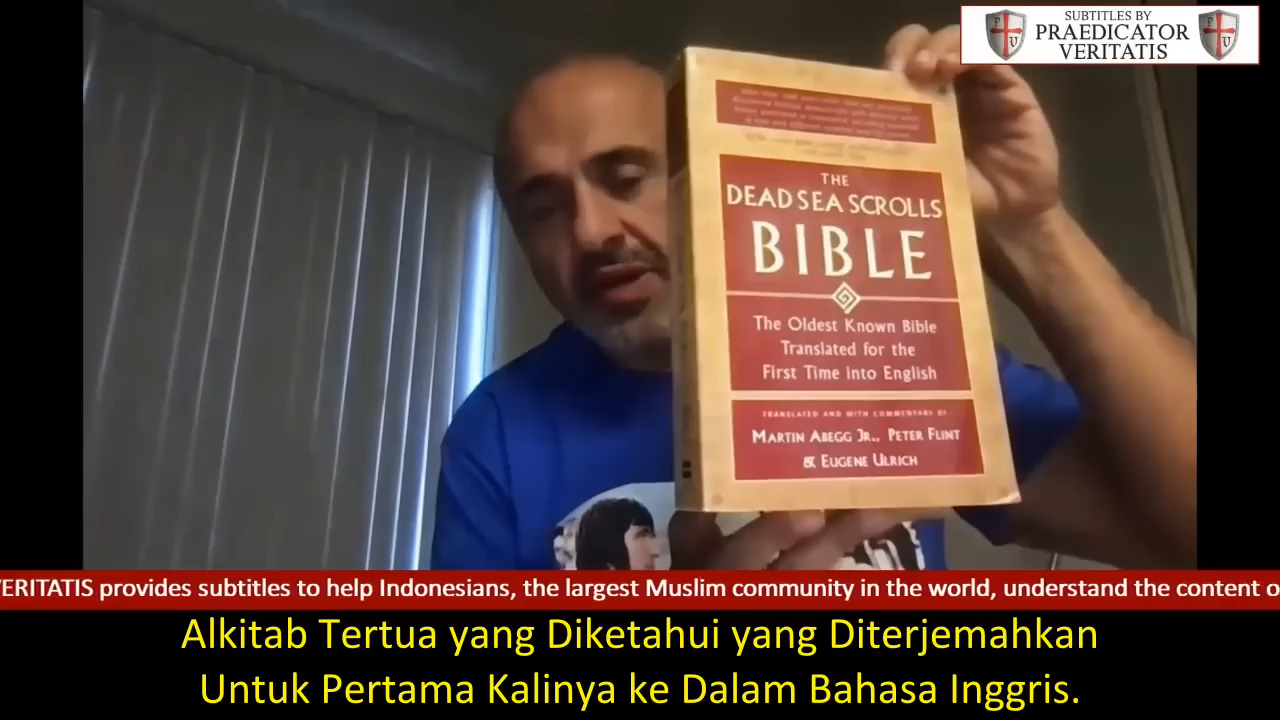 SUBTITLES BY
PRAEDICATOR
VERITATIS
THE
DEAD SEA SCROLLS
BIBLE
The Oldest Known Bible
Translated for the
First Time into English
TRANSLATED AND WITH COMMENTARY BY
MARTIN ABEGG JR., PETER FLINT
& EUGENE ULRICH
VERITATIS provides subtitles to help Indonesians, the largest Muslim community in the world, understand the content o
Alkitab Tertua yang Diketahui yang Diterjemahkan
Untuk Pertama Kalinya ke Dalam Bahasa Inggris.